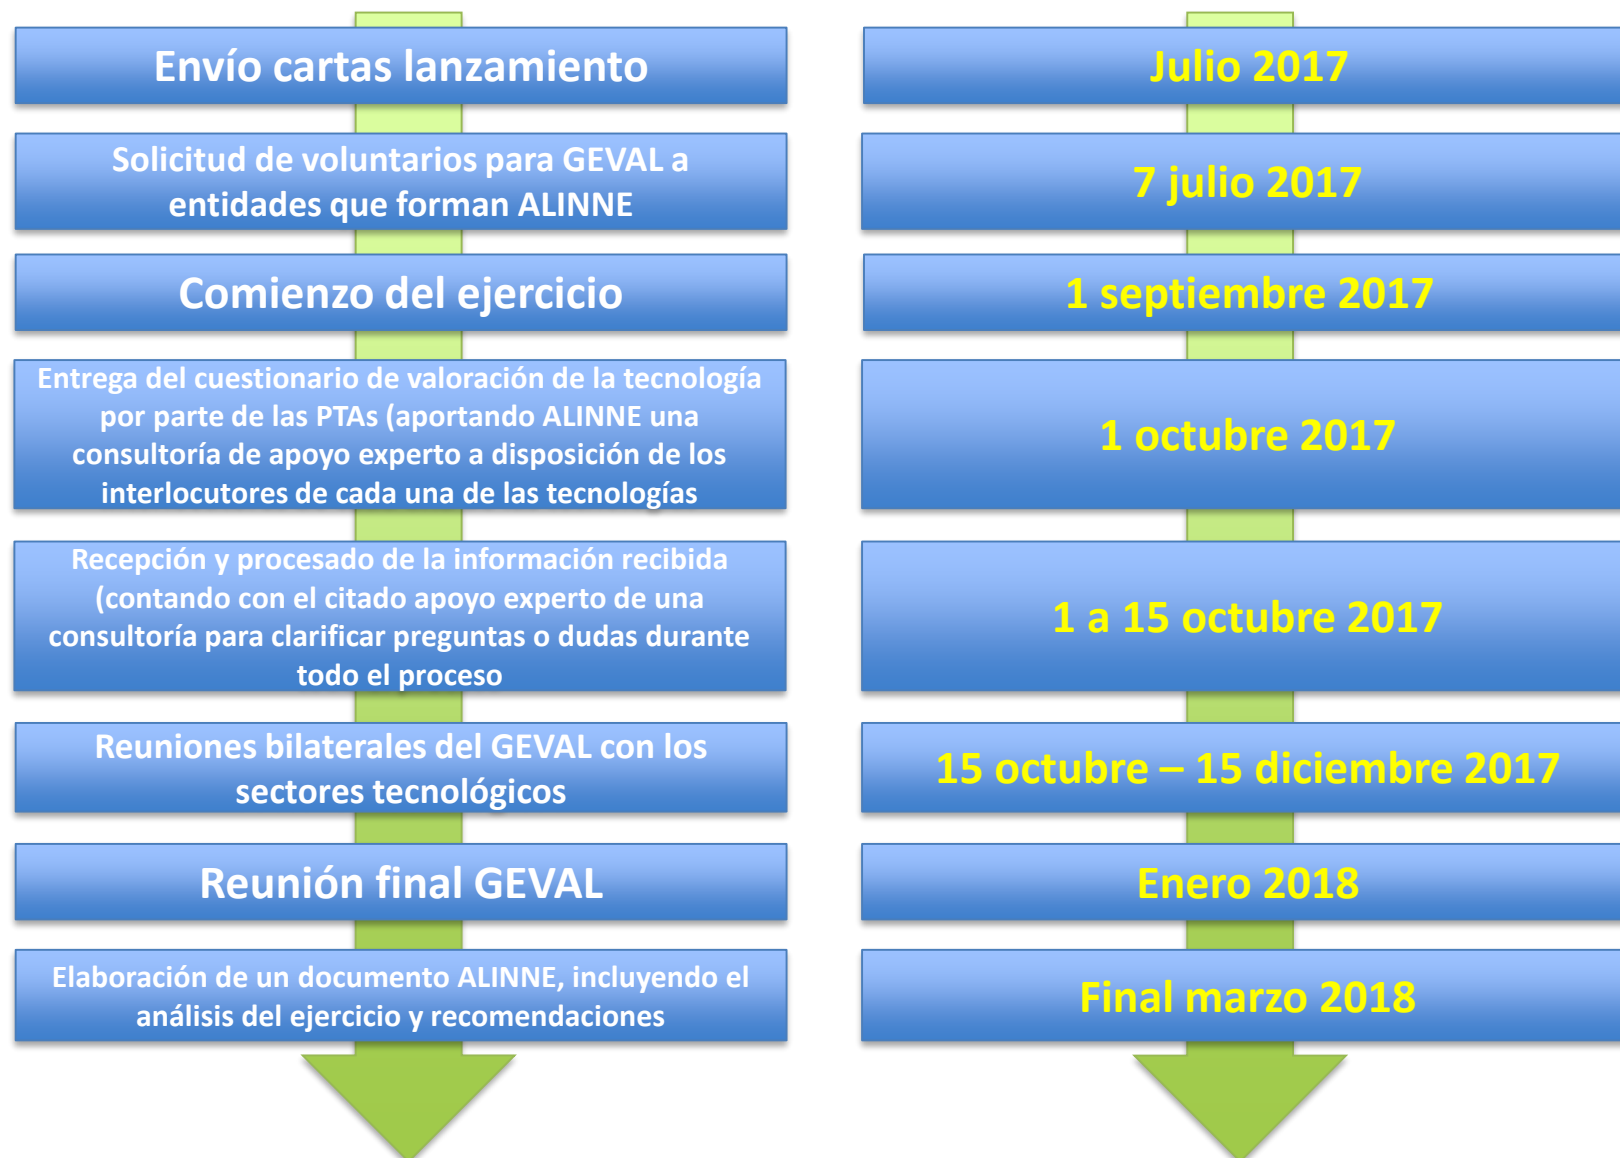 Envío cartas lanzamiento
Julio 2017
Solicitud de voluntarios para GEVAL a
entidades que forman ALINNE
7 julio 2017
Comienzo del ejercicio
1 septiembre 2017
Entrega del cuestionario de valoración de la tecnología
por parte de las PTAs (aportando ALINNE una
consultoría de apoyo experto a disposición de los
interlocutores de cada una de las tecnologías
1 octubre 2017
Recepción y procesado de la información recibida
(contando con el citado apoyo experto de una
consultoría para clarificar preguntas o dudas durante
todo el proceso
1 a 15 octubre 2017
Reuniones bilaterales del GEVAL con los
sectores tecnológicos
15 octubre – 15 diciembre 2017
Reunión final GEVAL
Enero 2018
Elaboración de un documento ALINNE, incluyendo el
análisis del ejercicio y recomendaciones
Final marzo 2018